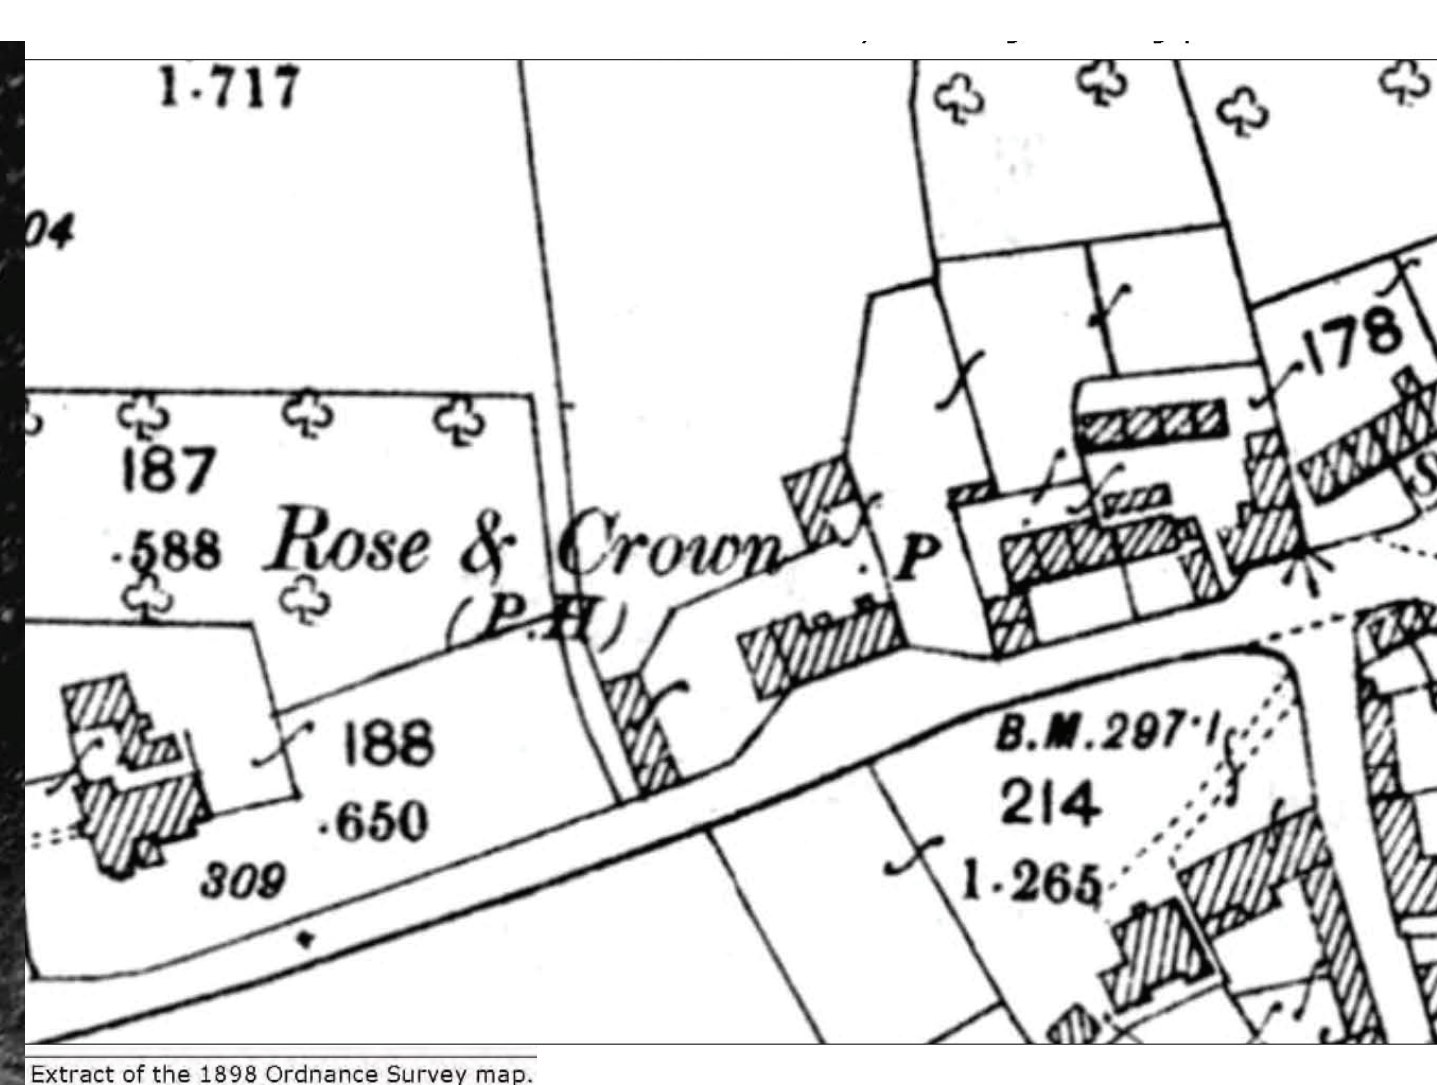 1.717
04
178
187
.588
Rose & Crown
(P.H)
P
S
188
.650
309
B.M.297.1
214
1.265
Extract of the 1898 Ordnance Survey map.